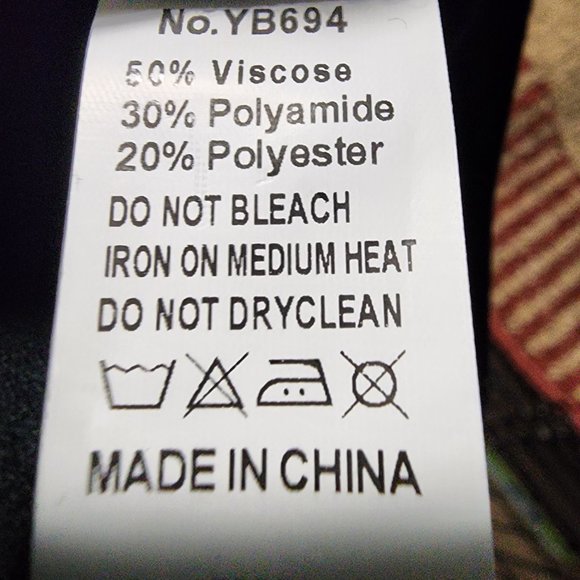 No.YB694
50% Viscose
30% Polyamide
20% Polyester
DO NOT BLEACH
IRON ON MEDIUM HEAT
DO NOT DRYCLEAN
MADE IN CHINA